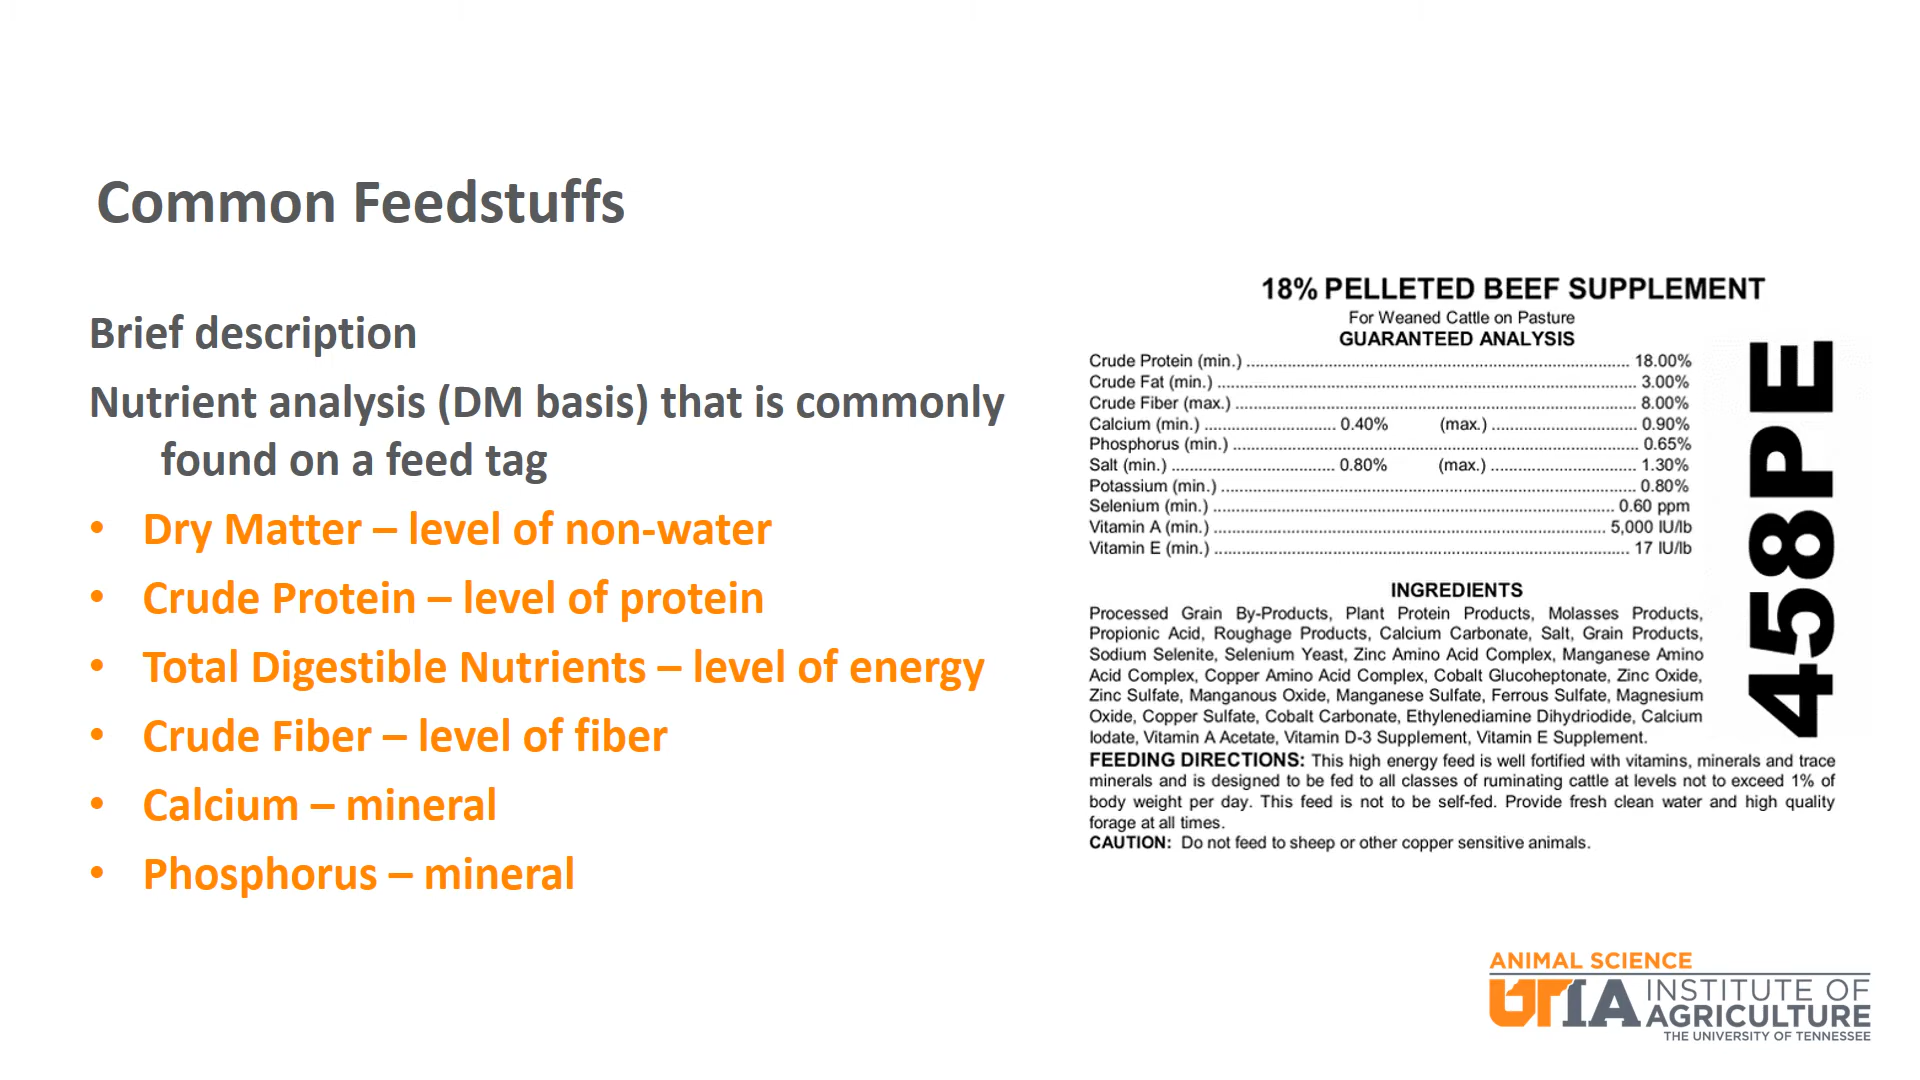 Common Feedstuffs
Brief description
Nutrient analysis (DM basis) that is commonly
found on a feed tag
• Dry Matter – level of non-water
• Crude Protein – level of protein
• Total Digestible Nutrients – level of energy
• Crude Fiber – level of fiber
• Calcium – mineral
• Phosphorus – mineral
18% PELLETED BEEF SUPPLEMENT
For Weaned Cattle on Pasture
GUARANTEED ANALYSIS
Crude Protein (min.) ........ 18.00%
Crude Fat (min.) ........ 3.00%
Crude Fiber (max.) ........ 8.00%
Calcium (min.) ........ 0.40% (max.) ........ 0.90%
Phosphorus (min.) ........ 0.65%
Salt (min.) ........ 0.80% (max.) ........ 1.30%
Potassium (min.) ........ 0.80%
Selenium (min.) ........ 0.60 ppm
Vitamin A (min.) ........ 5,000 IU/lb
Vitamin E (min.) ........ 17 IU/lb
458PE
INGREDIENTS
Processed Grain By-Products, Plant Protein Products, Molasses Products,
Propionic Acid, Roughage Products, Calcium Carbonate, Salt, Grain Products,
Sodium Selenite, Selenium Yeast, Zinc Amino Acid Complex, Manganese Amino
Acid Complex, Copper Amino Acid Complex, Cobalt Glucoheptonate, Zinc Oxide,
Zinc Sulfate, Manganous Oxide, Manganese Sulfate, Ferrous Sulfate, Magnesium
Oxide, Copper Sulfate, Cobalt Carbonate, Ethylenediamine Dihydriodide, Calcium
Iodate, Vitamin A Acetate, Vitamin D-3 Supplement, Vitamin E Supplement.
FEEDING DIRECTIONS: This high energy feed is well fortified with vitamins, minerals and trace
minerals and is designed to be fed to all classes of ruminating cattle at levels not to exceed 1% of
body weight per day. This feed is not to be self-fed. Provide fresh clean water and high quality
forage at all times.
CAUTION: Do not feed to sheep or other copper sensitive animals.
ANIMAL SCIENCE
UTIA INSTITUTE OF
AGRICULTURE
THE UNIVERSITY OF TENNESSEE